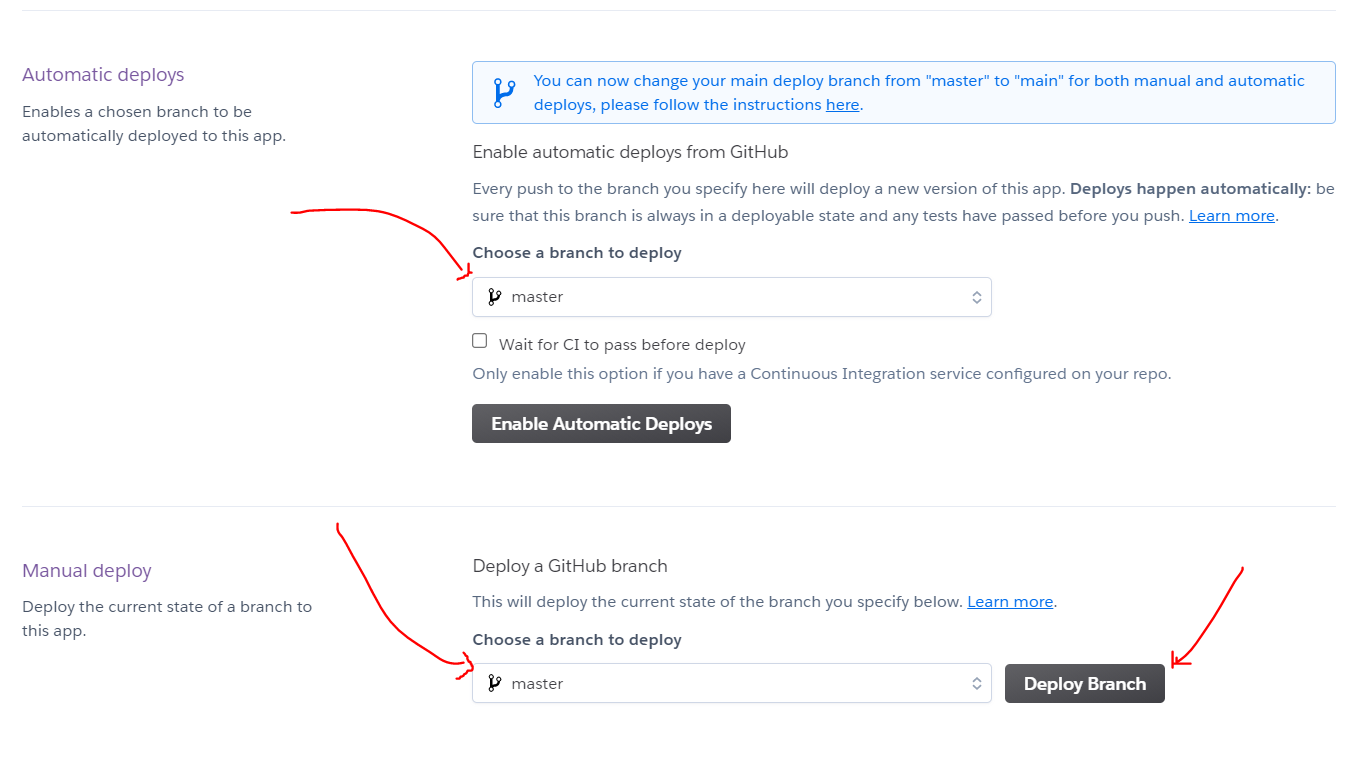 Automatic deploys
Enables a chosen branch to be
automatically deployed to this app.
You can now change your main deploy branch from "master" to "main" for both manual and automatic
deploys, please follow the instructions here.
Enable automatic deploys from GitHub
Every push to the branch you specify here will deploy a new version of this app. Deploys happen automatically: be
sure that this branch is always in a deployable state and any tests have passed before you push. Learn more.
Choose a branch to deploy
master
Wait for CI to pass before deploy
Only enable this option if you have a Continuous Integration service configured on your repo.
Enable Automatic Deploys
Manual deploy
Deploy the current state of a branch to
this app.
Deploy a GitHub branch
This will deploy the current state of the branch you specify below. Learn more.
Choose a branch to deploy
master
Deploy Branch